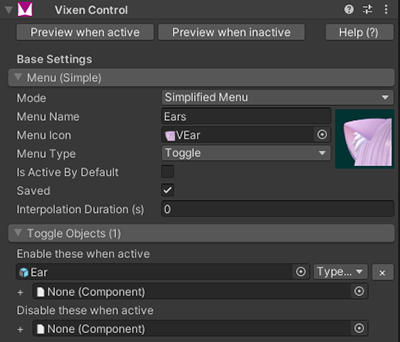 Vixen Control
Preview when active Preview when inactive Help (?)
Base Settings
Menu (Simple)
Mode Simplified Menu
Menu Name Ears
Menu Icon VEar
Menu Type Toggle
Is Active By Default
Saved
Interpolation Duration (s) 0
Toggle Objects (1)
Enable these when active
Ear Type... ×
+ None (Component)
Disable these when active
+ None (Component)